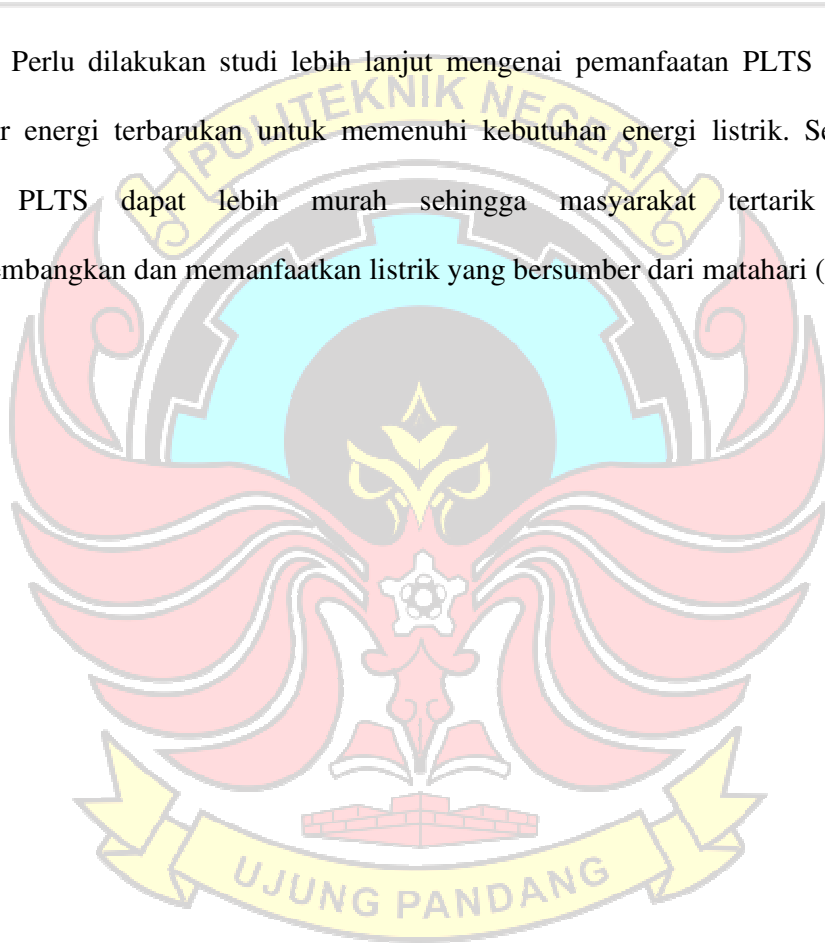 Perlu dilakukan studi lebih lanjut mengenai pemanfaatan PLTS
r energi terbarukan untuk memenuhi kebutuhan energi listrik. Se
PLTS dapat lebih murah sehingga masyarakat tertarik
embangkan dan memanfaatkan listrik yang bersumber dari matahari (
POLITEKNIK NEGERI
UJUNG PANDANG